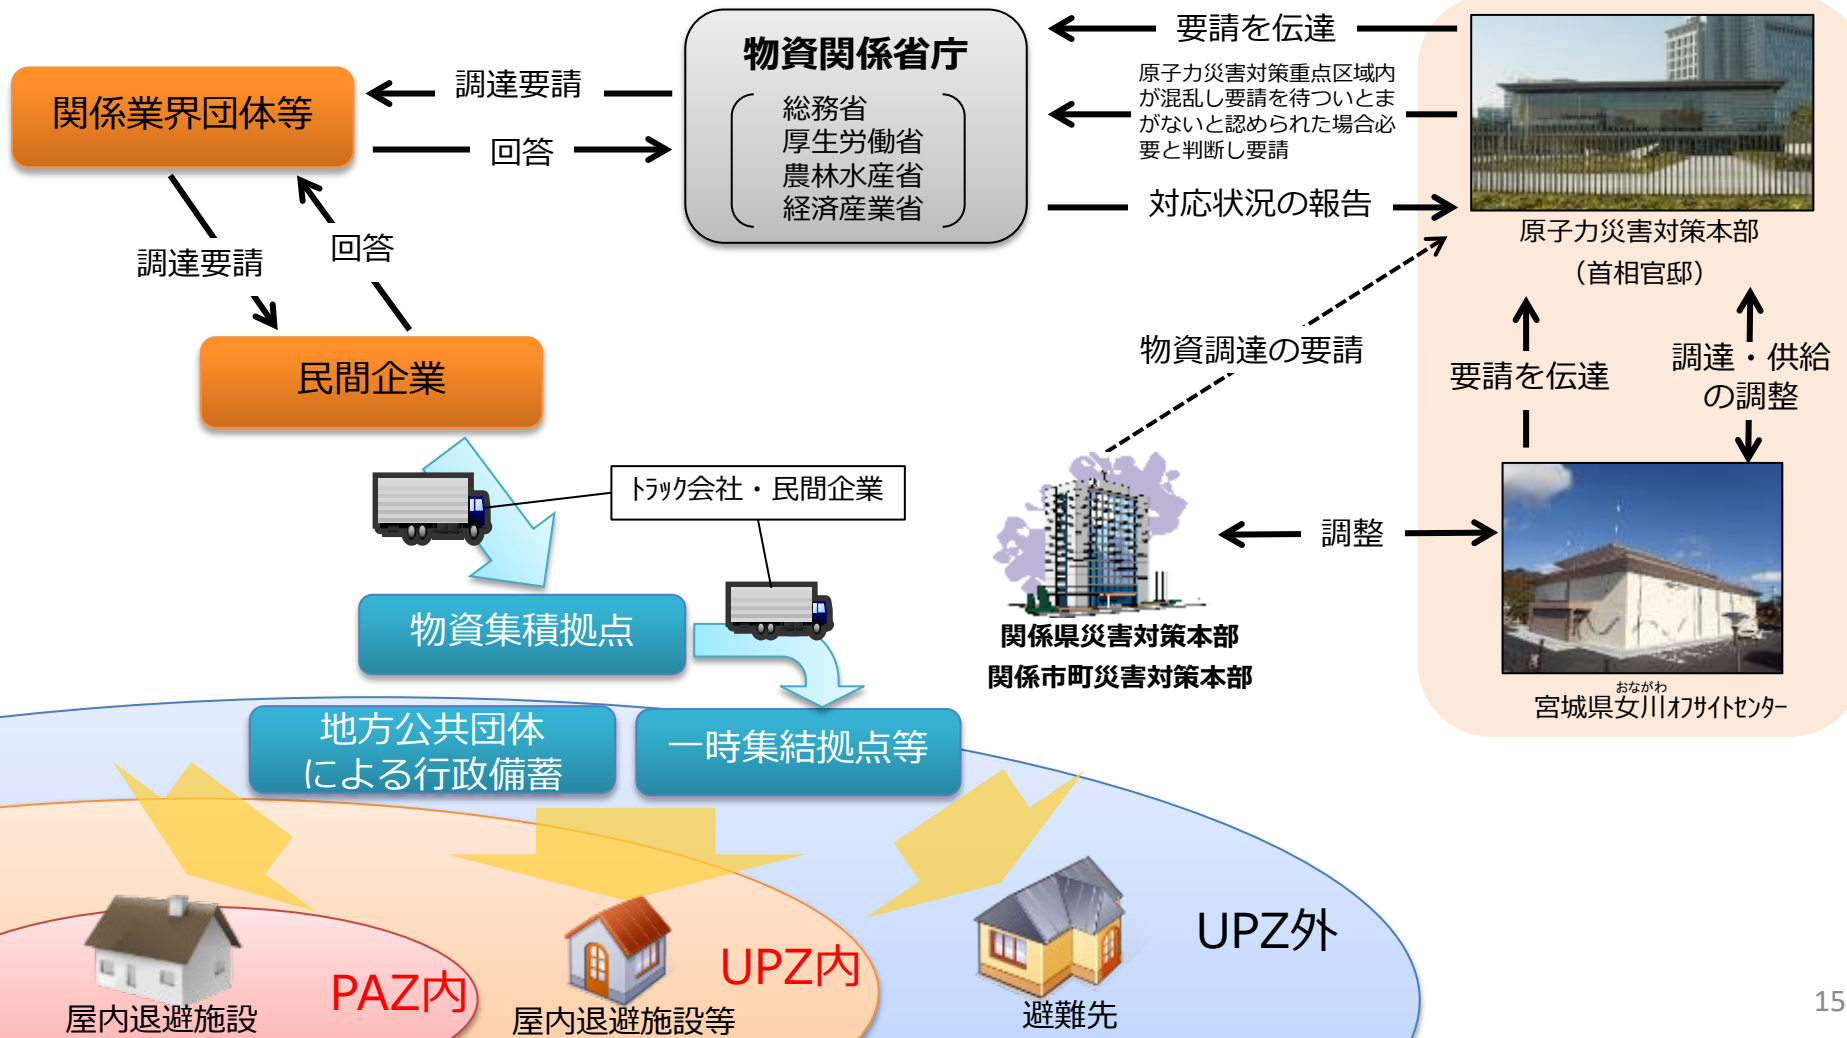 物資関係省庁
総務省
厚生労働省
農林水産省
経済産業省
関係業界団体等
調達要請
回答
調達要請
回答
民間企業
要請を伝達
原子力災害対策重点区域内
が混乱し要請を待ついとま
がないと認められた場合必
要と判断し要請
対応状況の報告
原子力災害対策本部
（首相官邸）
物資調達の要請
要請を伝達
調達・供給
の調整
ﾄﾗｯｸ会社・民間企業
調整
関係県災害対策本部
関係市町災害対策本部
おながわ
宮城県女川ｵﾌｻｲﾄｾﾝﾀｰ
物資集積拠点
地方公共団体
による行政備蓄
一時集結拠点等
PAZ内
屋内退避施設
UPZ内
屋内退避施設等
UPZ外
避難先
15